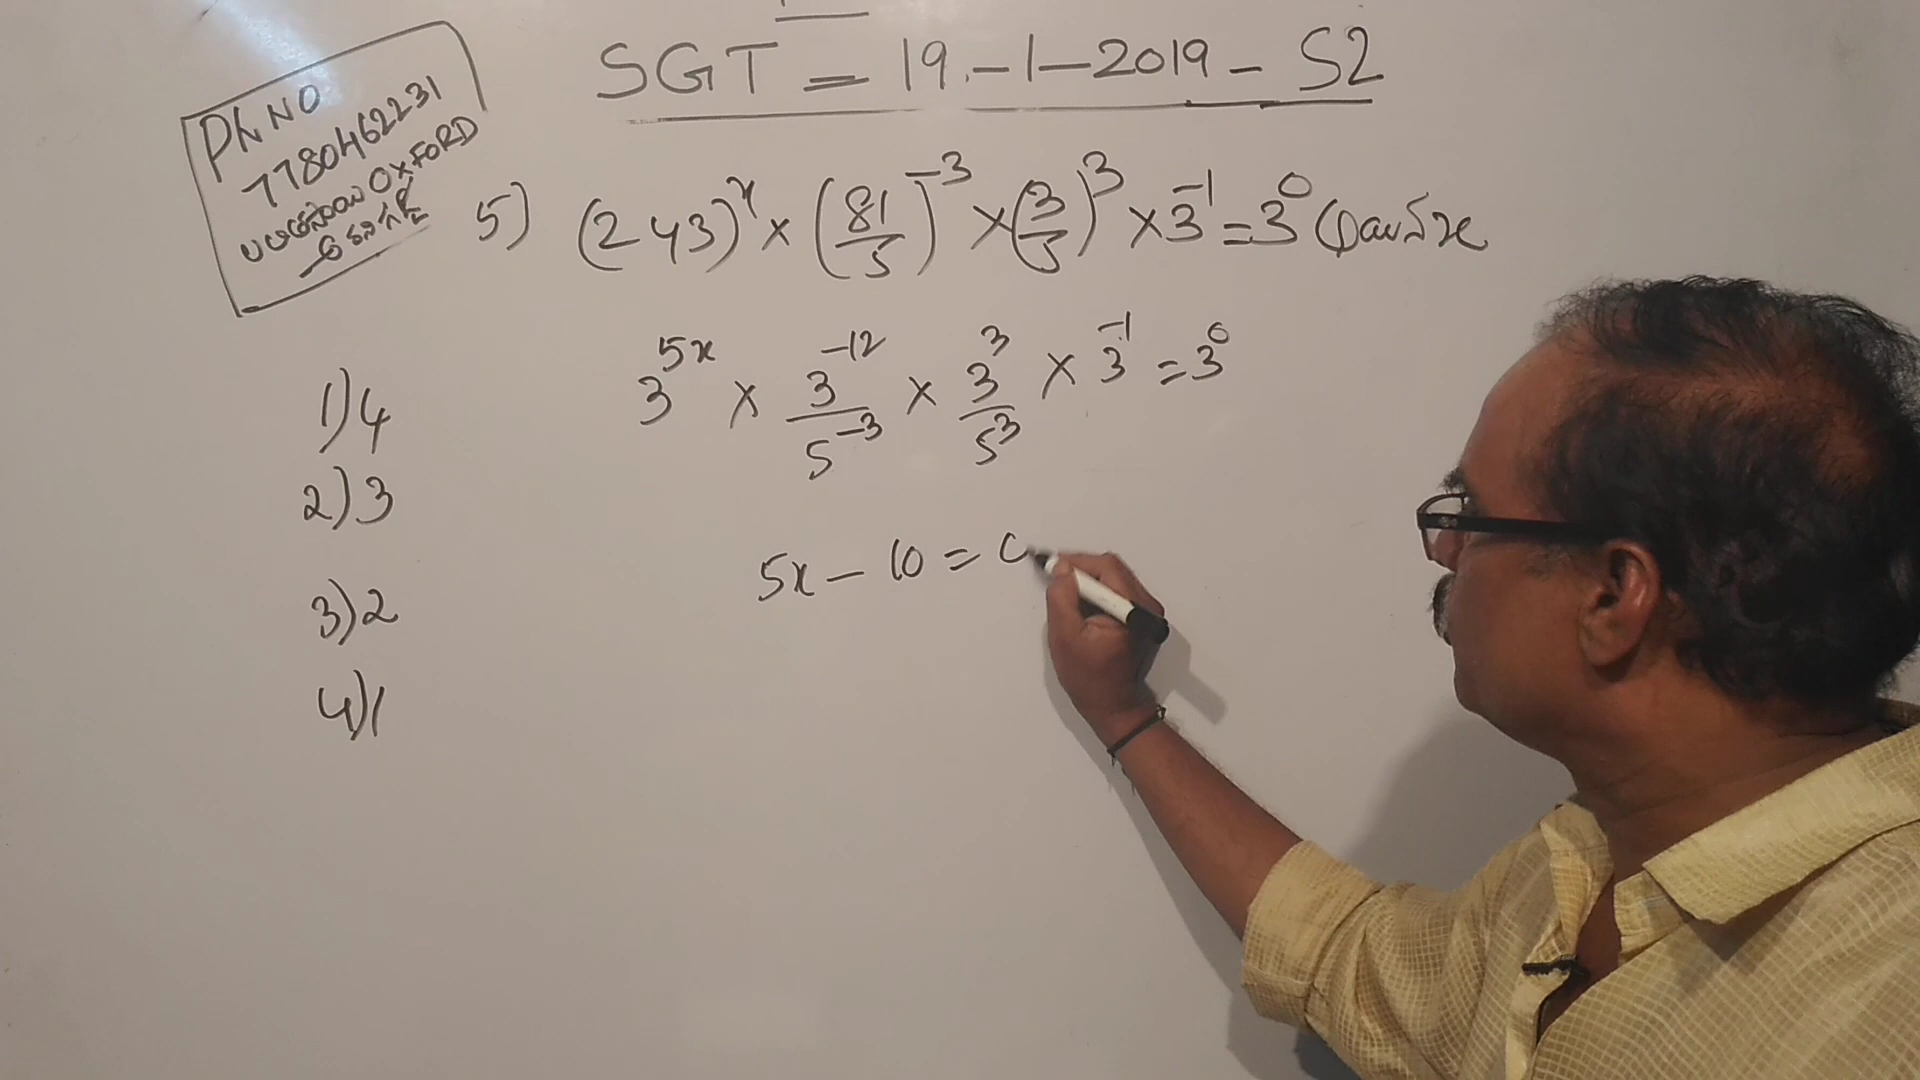 SGT = 19-1-2019 - S2
Ph NO
7780462231
OXFORD
5) (243)^x × (81/5)^-3 × (3/5)^3 × 3^-1 = 3^0
3^5x × 3^-12/5^-3 × 3^3/5^3 × 3^-1 = 3^0
1) 4
2) 3
5x - 10 = 0
3) 2
4) 1